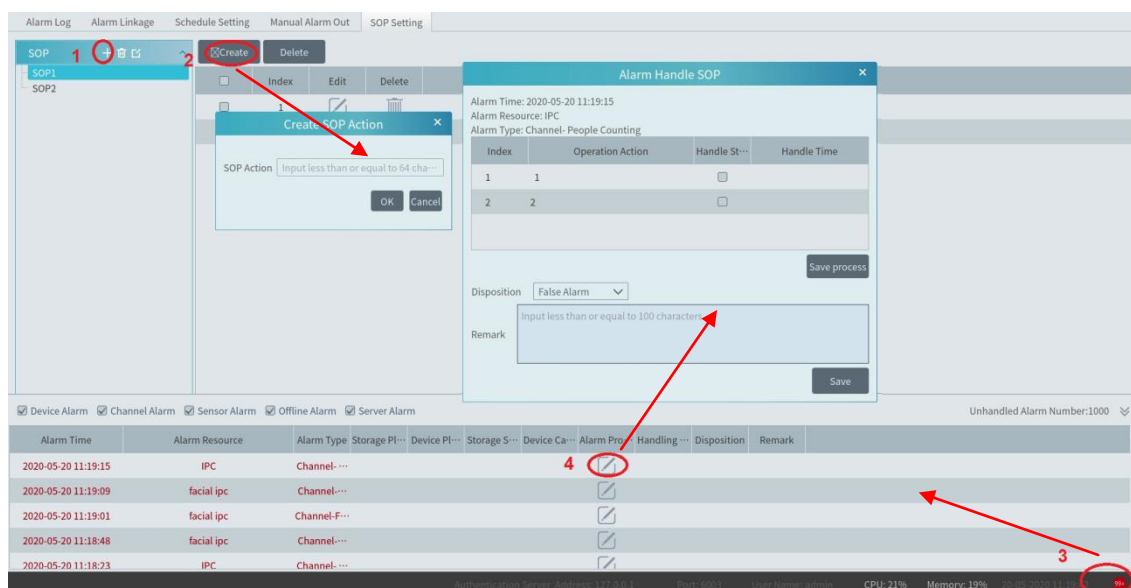 Alarm Log Alarm Linkage Schedule Setting Manual Alarm Out SOP Setting
SOP 1 2 Create Delete
SOP1
SOP2
Index Edit Delete
1
Create SOP Action ×
SOP Action Input less than or equal to 64 cha···
OK Cancel
Alarm Handle SOP ×
Alarm Time: 2020-05-20 11:19:15
Alarm Resource: IPC
Alarm Type: Channel- People Counting
Index Operation Action Handle St··· Handle Time
1 1
2 2
Save process
Disposition False Alarm
Input less than or equal to 100 characters
Remark
Save
Device Alarm Channel Alarm Sensor Alarm Offline Alarm Server Alarm Unhandled Alarm Number:1000
Alarm Time Alarm Resource Alarm Type Storage Pl··· Device Pl··· Storage S··· Device Ca··· Alarm Pro··· Handling ··· Disposition Remark
2020-05-20 11:19:15 IPC Channel- ··· 4
2020-05-20 11:19:09 facial ipc Channel-···
2020-05-20 11:19:01 facial ipc Channel-F···
2020-05-20 11:18:48 facial ipc Channel-···
2020-05-20 11:18:23 IPC Channel- ··· 3
Authentication Server Address: 127.0.0.1 Port: 6003 User Name: admin CPU: 21% Memory: 19% 20-05-2020 11:19 99+